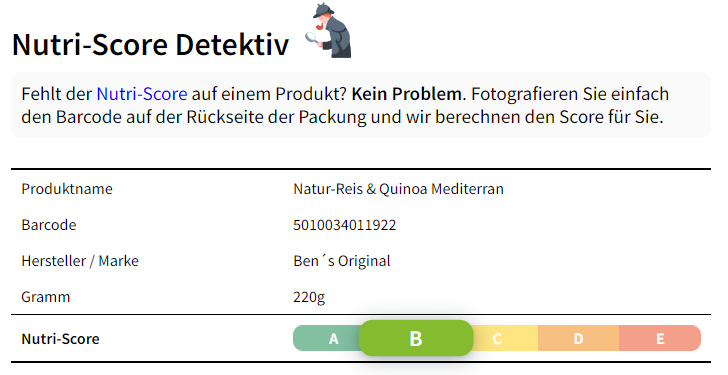 Nutri-Score Detektiv
Fehlt der Nutri-Score auf einem Produkt? Kein Problem. Fotografieren Sie einfach
den Barcode auf der Rückseite der Packung und wir berechnen den Score für Sie.
Produktname Natur-Reis & Quinoa Mediterran
Barcode 5010034011922
Hersteller / Marke Ben´s Original
Gramm 220g
Nutri-Score A B C D E